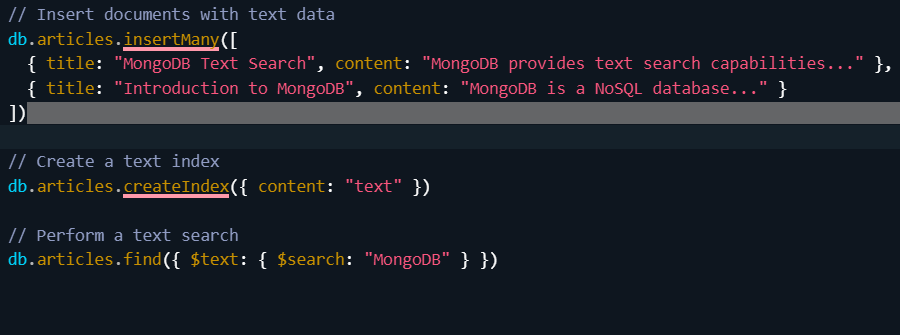 // Insert documents with text data
db.articles.insertMany([
  { title: "MongoDB Text Search", content: "MongoDB provides text search capabilities..." },
  { title: "Introduction to MongoDB", content: "MongoDB is a NoSQL database..." }
])
// Create a text index
db.articles.createIndex({ content: "text" })
// Perform a text search
db.articles.find({ $text: { $search: "MongoDB" } })